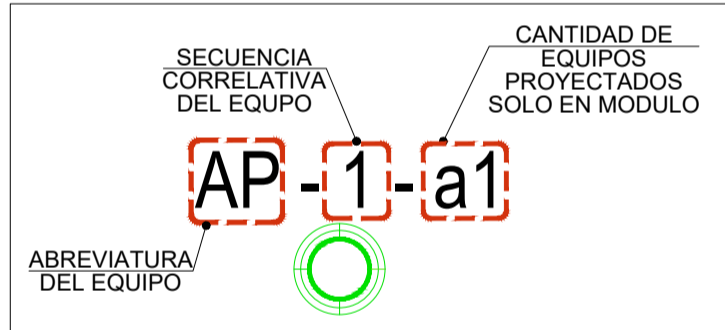 SECUENCIA
CORRELATIVA
DEL EQUPO
CANTIDAD DE
EQUIPOS
PROYECTADOS
SOLO EN MODULO
AP - 1 - a1
ABREVIATURA
DEL EQUIPO